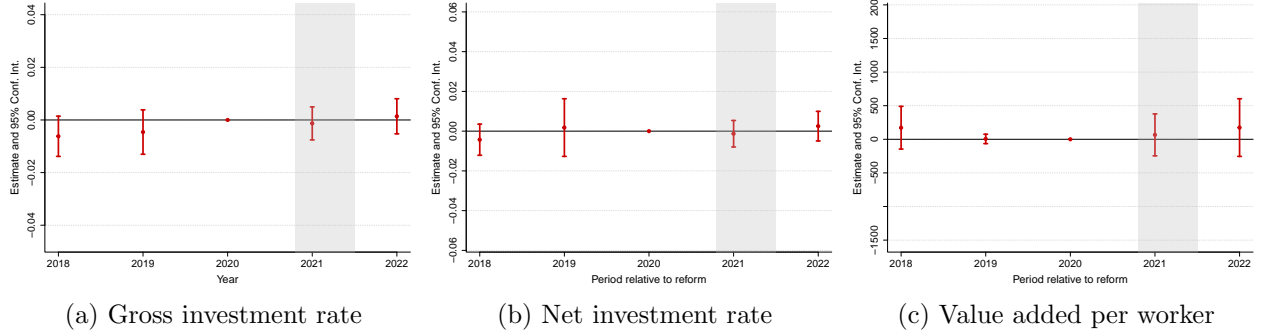 Estimate and 95% Conf. Int.
0.04
0.02
0.00
−0.02
−0.04
2018 2019 2020 2021 2022
Year
(a) Gross investment rate
Estimate and 95% Conf. Int.
0.06
0.04
0.02
0.00
−0.02
−0.04
−0.06
2018 2019 2020 2021 2022
Period relative to reform
(b) Net investment rate
Estimate and 95% Conf. Int.
2000
1500
1000
500
0
−500
−1500
2018 2019 2020 2021 2022
Period relative to reform
(c) Value added per worker